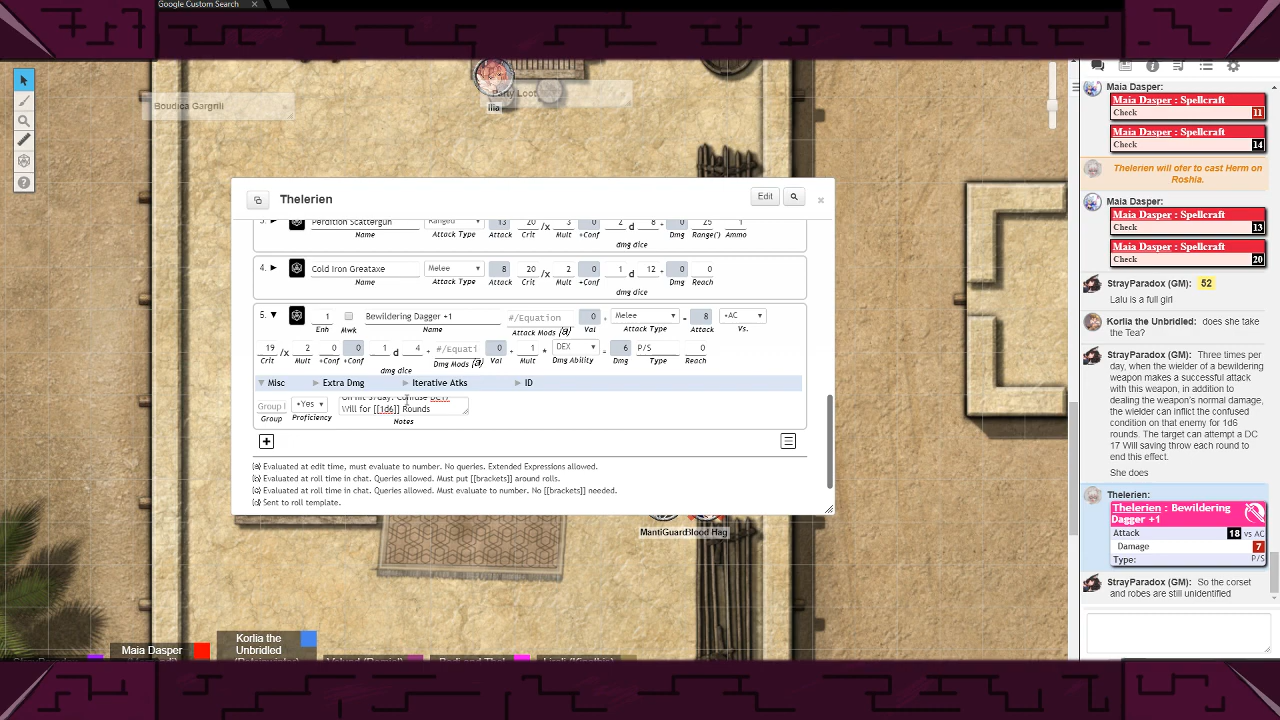 Google Custom Search
Boudica Gargrili
Party Loot
Thelerien
Edit
5. Perdition Scattergun Ranged 13 20 /x 3 0 2 d 8 + 0 25 1
Name Attack Type Attack Crit Mult +Conf Dmg Range(') Ammo
dmg dice
4. Cold Iron Greataxe Melee 8 20 /x 2 0 1 d 12 + 0 0
Name Attack Type Attack Crit Mult +Conf Dmg Reach
dmg dice
5. 1 Bewildering Dagger +1 #/Equation 0 + Melee = 8 +AC
Enh Mwk Name Attack Mods (a) Val Attack Type Attack Vs.
19 /x 2 0 0 1 d 4 + #/Equati 0 + 1 * DEX = 6 P/S 0
Crit Mult +Conf +Conf dmg dice Dmg Mods (a) Val Mult Dmg Ability Dmg Type Reach
Misc Extra Dmg Iterative Atks ID
On hit 3/day: Confuse DC17
Group I +Yes Will for [[1d6]] Rounds
Group Proficiency Notes
(a) Evaluated at edit time, must evaluate to number. No queries. Extended Expressions allowed.
(b) Evaluated at roll time in chat. Queries allowed. Must put [[brackets]] around rolls.
(c) Evaluated at roll time in chat. Queries allowed. Must evaluate to number. No [[brackets]] needed.
(d) Sent to roll template.
MantiGuardBlood Hag
Maia Dasper
Korlia the
Unbridled
Maia Dasper:
Maia Dasper : Spellcraft
Check 11
Maia Dasper : Spellcraft
Check 14
Thelerien will ofer to cast Herm on
Roshia.
Maia Dasper:
Maia Dasper : Spellcraft
Check 13
Maia Dasper : Spellcraft
Check 20
StrayParadox (GM): 52
Lalu is a full girl
Korlia the Unbridled: does she take
the Tea?
StrayParadox (GM): Three times per
day, when the wielder of a bewildering
weapon makes a successful attack
with this weapon, in addition to
dealing the weapon's normal damage,
the wielder can inflict the confused
condition on that enemy for 1d6
rounds. The target can attempt a DC
17 Will saving throw each round to
end this effect.
She does
Thelerien:
Thelerien : Bewildering
Dagger +1
Attack 18 vs AC
Damage 7
Type: P/S
StrayParadox (GM): So the corset
and robes are still unidentified